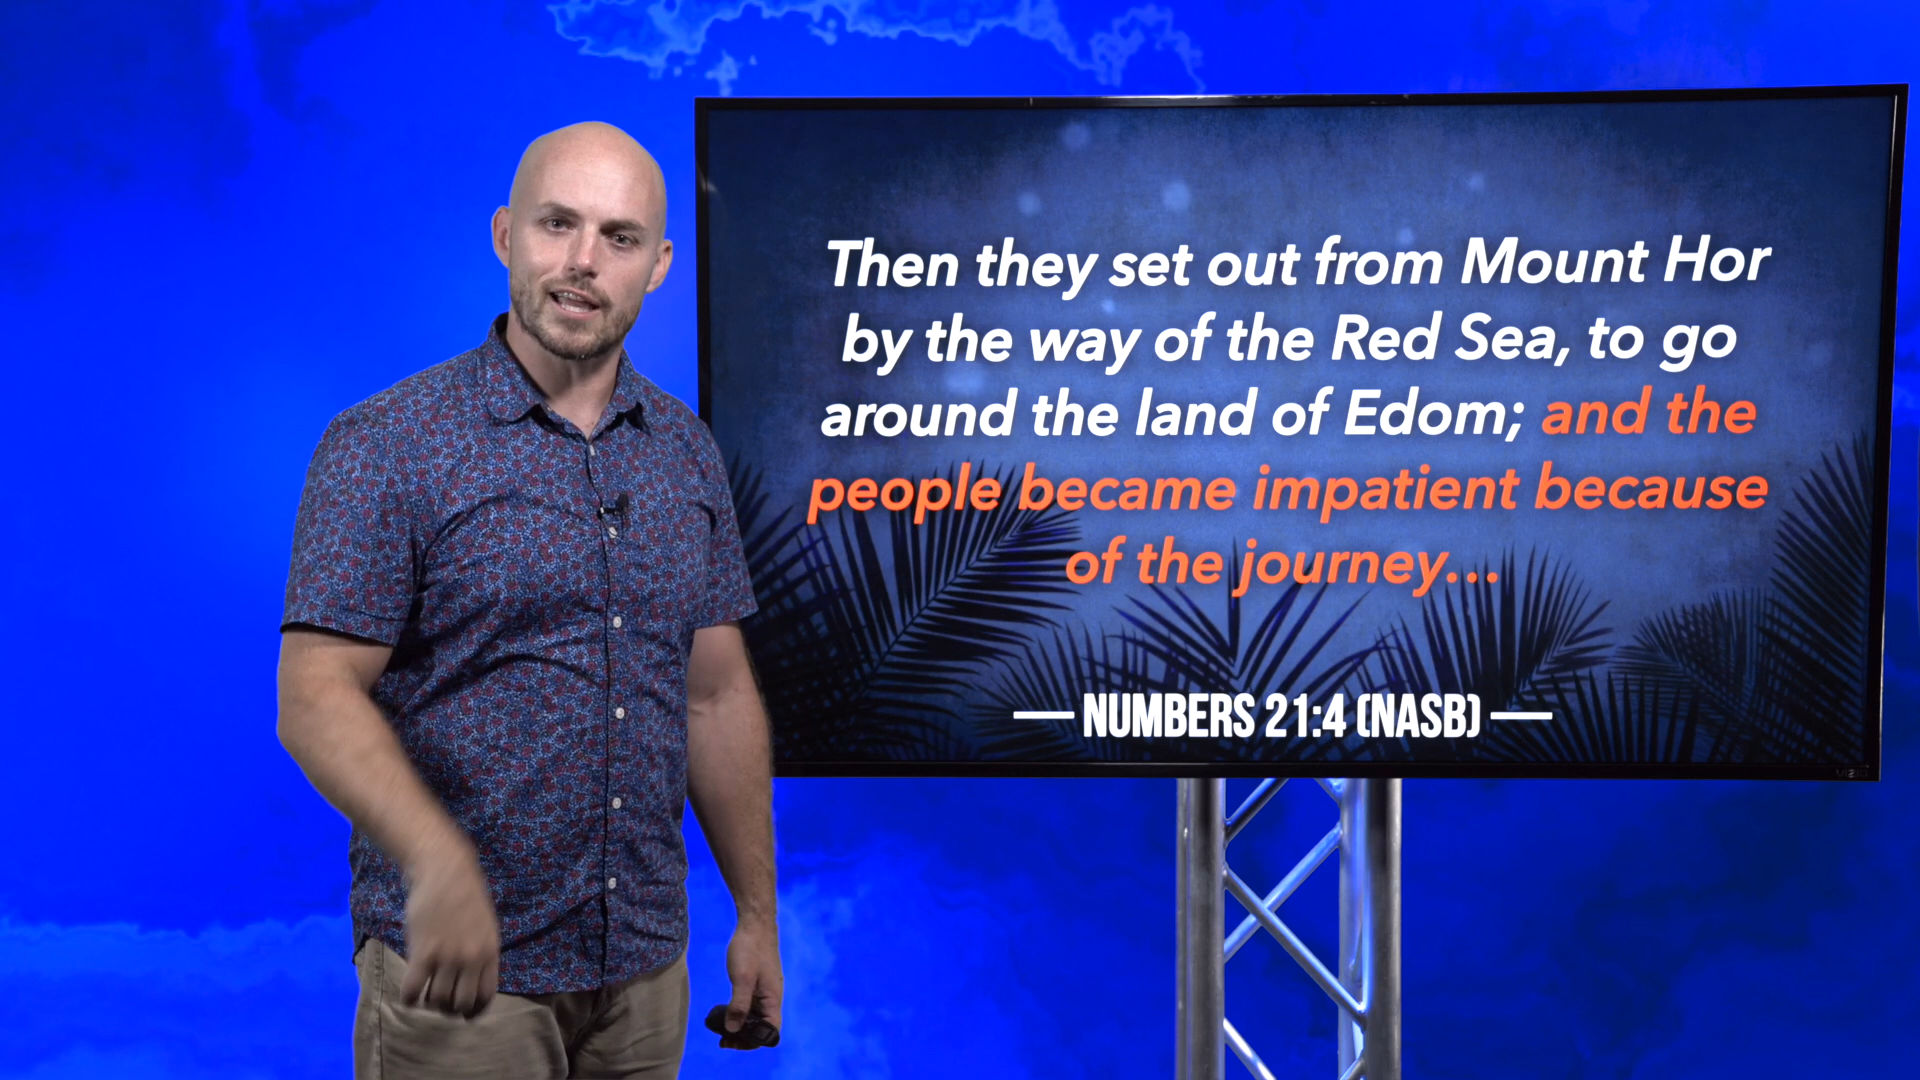 Then they set out from Mount Hor
by the way of the Red Sea, to go
around the land of Edom; and the
people became impatient because
of the journey...
NUMBERS 21:4 (NASB)
VIZIO